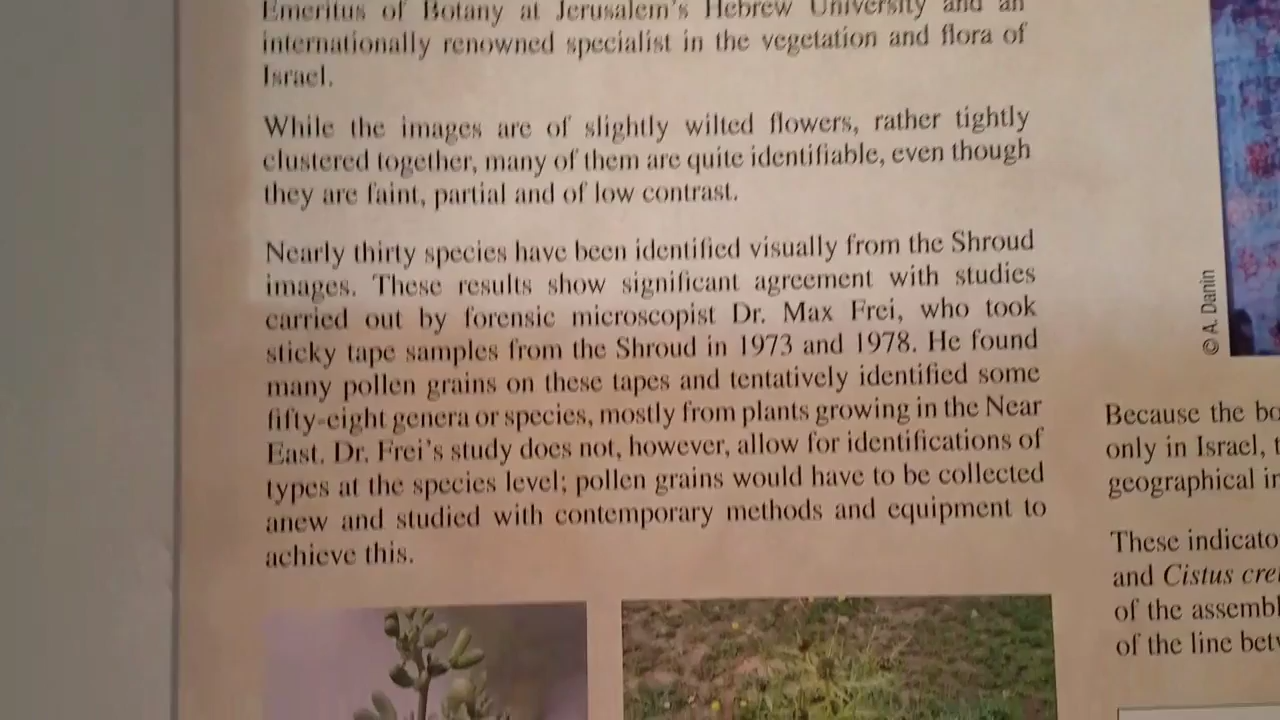 Emeritus of Botany at Jerusalem's Hebrew University and an
internationally renowned specialist in the vegetation and flora of
Israel.
While the images are of slightly wilted flowers, rather tightly
clustered together, many of them are quite identifiable, even though
they are faint, partial and of low contrast.
Nearly thirty species have been identified visually from the Shroud
images. These results show significant agreement with studies
carried out by forensic microscopist Dr. Max Frei, who took
sticky tape samples from the Shroud in 1973 and 1978. He found
many pollen grains on these tapes and tentatively identified some
fifty-eight genera or species, mostly from plants growing in the Near
East. Dr. Frei's study does not, however, allow for identifications of
types at the species level; pollen grains would have to be collected
anew and studied with contemporary methods and equipment to
achieve this.
© A. Danin
Because the
only in Israel,
geographical
These
and Cistus
of the
of the line